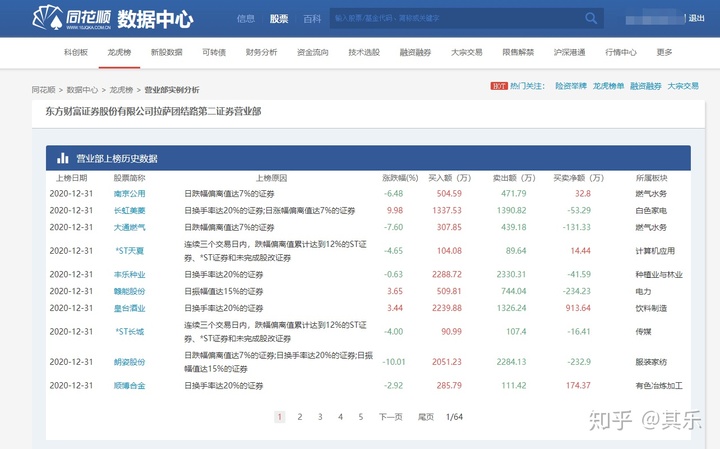 同花顺 数据中心 信息 股票 百科 退出
WWW.10JQKA.COM.CN
科创板 龙虎榜 新股数据 可转债 财务分析 资金流向 技术选股 融资融券 大宗交易 限售解禁 沪深港通 行情中心 更多
同花顺 > 数据中心 > 龙虎榜 > 营业部实例分析 HOT 热门关注: 险资举牌 龙虎榜单 融资融券 大宗交易
东方财富证券股份有限公司拉萨团结路第二证券营业部
营业部上榜历史数据
上榜日期 股票简称 上榜原因 涨跌幅(%) 买入额(万) 卖出额(万) 买卖净额(万) 所属板块
2020-12-31 南京公用 日跌幅偏离值达7%的证券 -6.48 504.59 471.79 32.8 燃气水务
2020-12-31 长虹美菱 日换手率达20%的证券;日涨幅偏离值达7%的证券 9.98 1337.53 1390.82 -53.29 白色家电
2020-12-31 大通燃气 日跌幅偏离值达7%的证券 -7.60 307.85 439.18 -131.33 燃气水务
2020-12-31 *ST天夏 连续三个交易日内，跌幅偏离值累计达到12%的ST证
券、*ST证券和未完成股改证券 -4.65 104.08 89.64 14.44 计算机应用
2020-12-31 丰乐种业 日换手率达20%的证券 -0.63 2288.72 2330.31 -41.59 种植业与林业
2020-12-31 赣能股份 日振幅值达15%的证券 3.65 509.81 744.04 -234.23 电力
2020-12-31 皇台酒业 日换手率达20%的证券 3.44 2239.88 1326.24 913.64 饮料制造
2020-12-31 *ST长城 连续三个交易日内，跌幅偏离值累计达到12%的ST证
券、*ST证券和未完成股改证券 -4.00 90.99 107.4 -16.41 传媒
2020-12-31 朗姿股份 日跌幅偏离值达7%的证券;日换手率达20%的证券;日振
幅值达15%的证券 -10.01 2051.23 2284.13 -232.9 服装家纺
2020-12-31 顺博合金 日换手率达20%的证券 -2.92 285.79 111.42 174.37 有色冶炼加工
1 2 3 4 5 下一页 尾页 1/64
知乎 @其乐